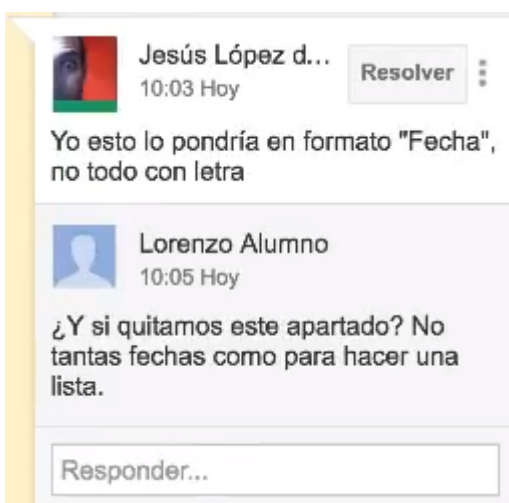 Jesús López d...
Resolver
10:03 Hoy
Yo esto lo pondría en formato "Fecha",
no todo con letra
Lorenzo Alumno
10:05 Hoy
¿Y si quitamos este apartado? No
tantas fechas como para hacer una
lista.
Responder...